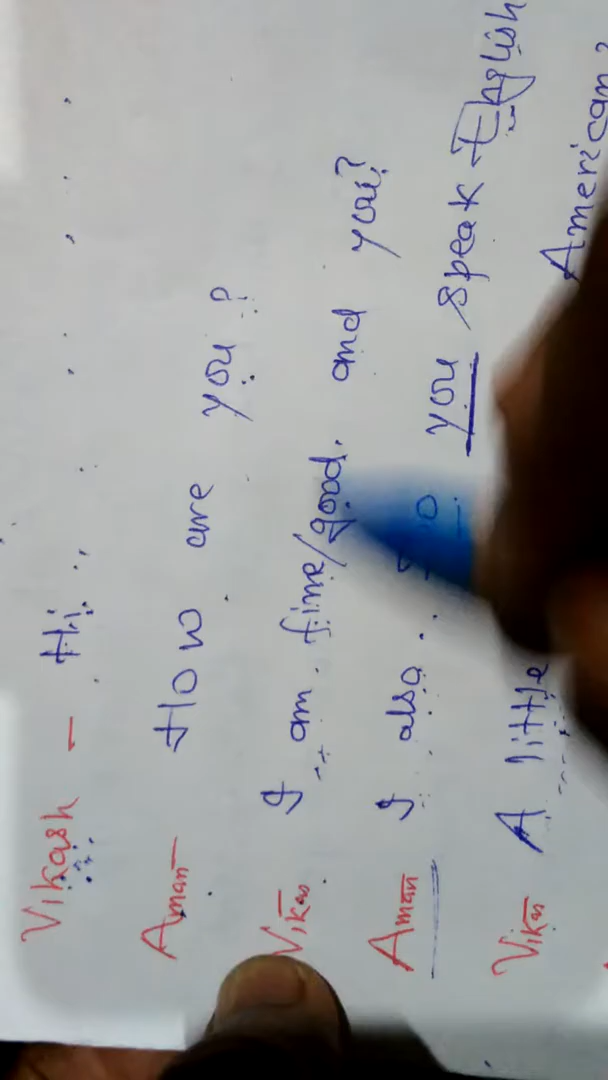 Vikash - Hi..
Aman - How are you?
Vikas - I am fine/good. and you?
Aman - I also.. you speak English
Vikas - A little American?